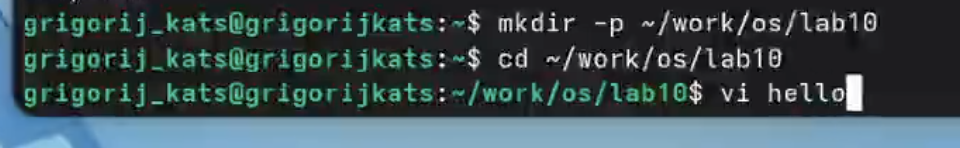 grigorij_kats@grigorijkats:~$ mkdir -p ~/work/os/lab10
grigorij_kats@grigorijkats:~$ cd ~/work/os/lab10
grigorij_kats@grigorijkats:~/work/os/lab10$ vi hello